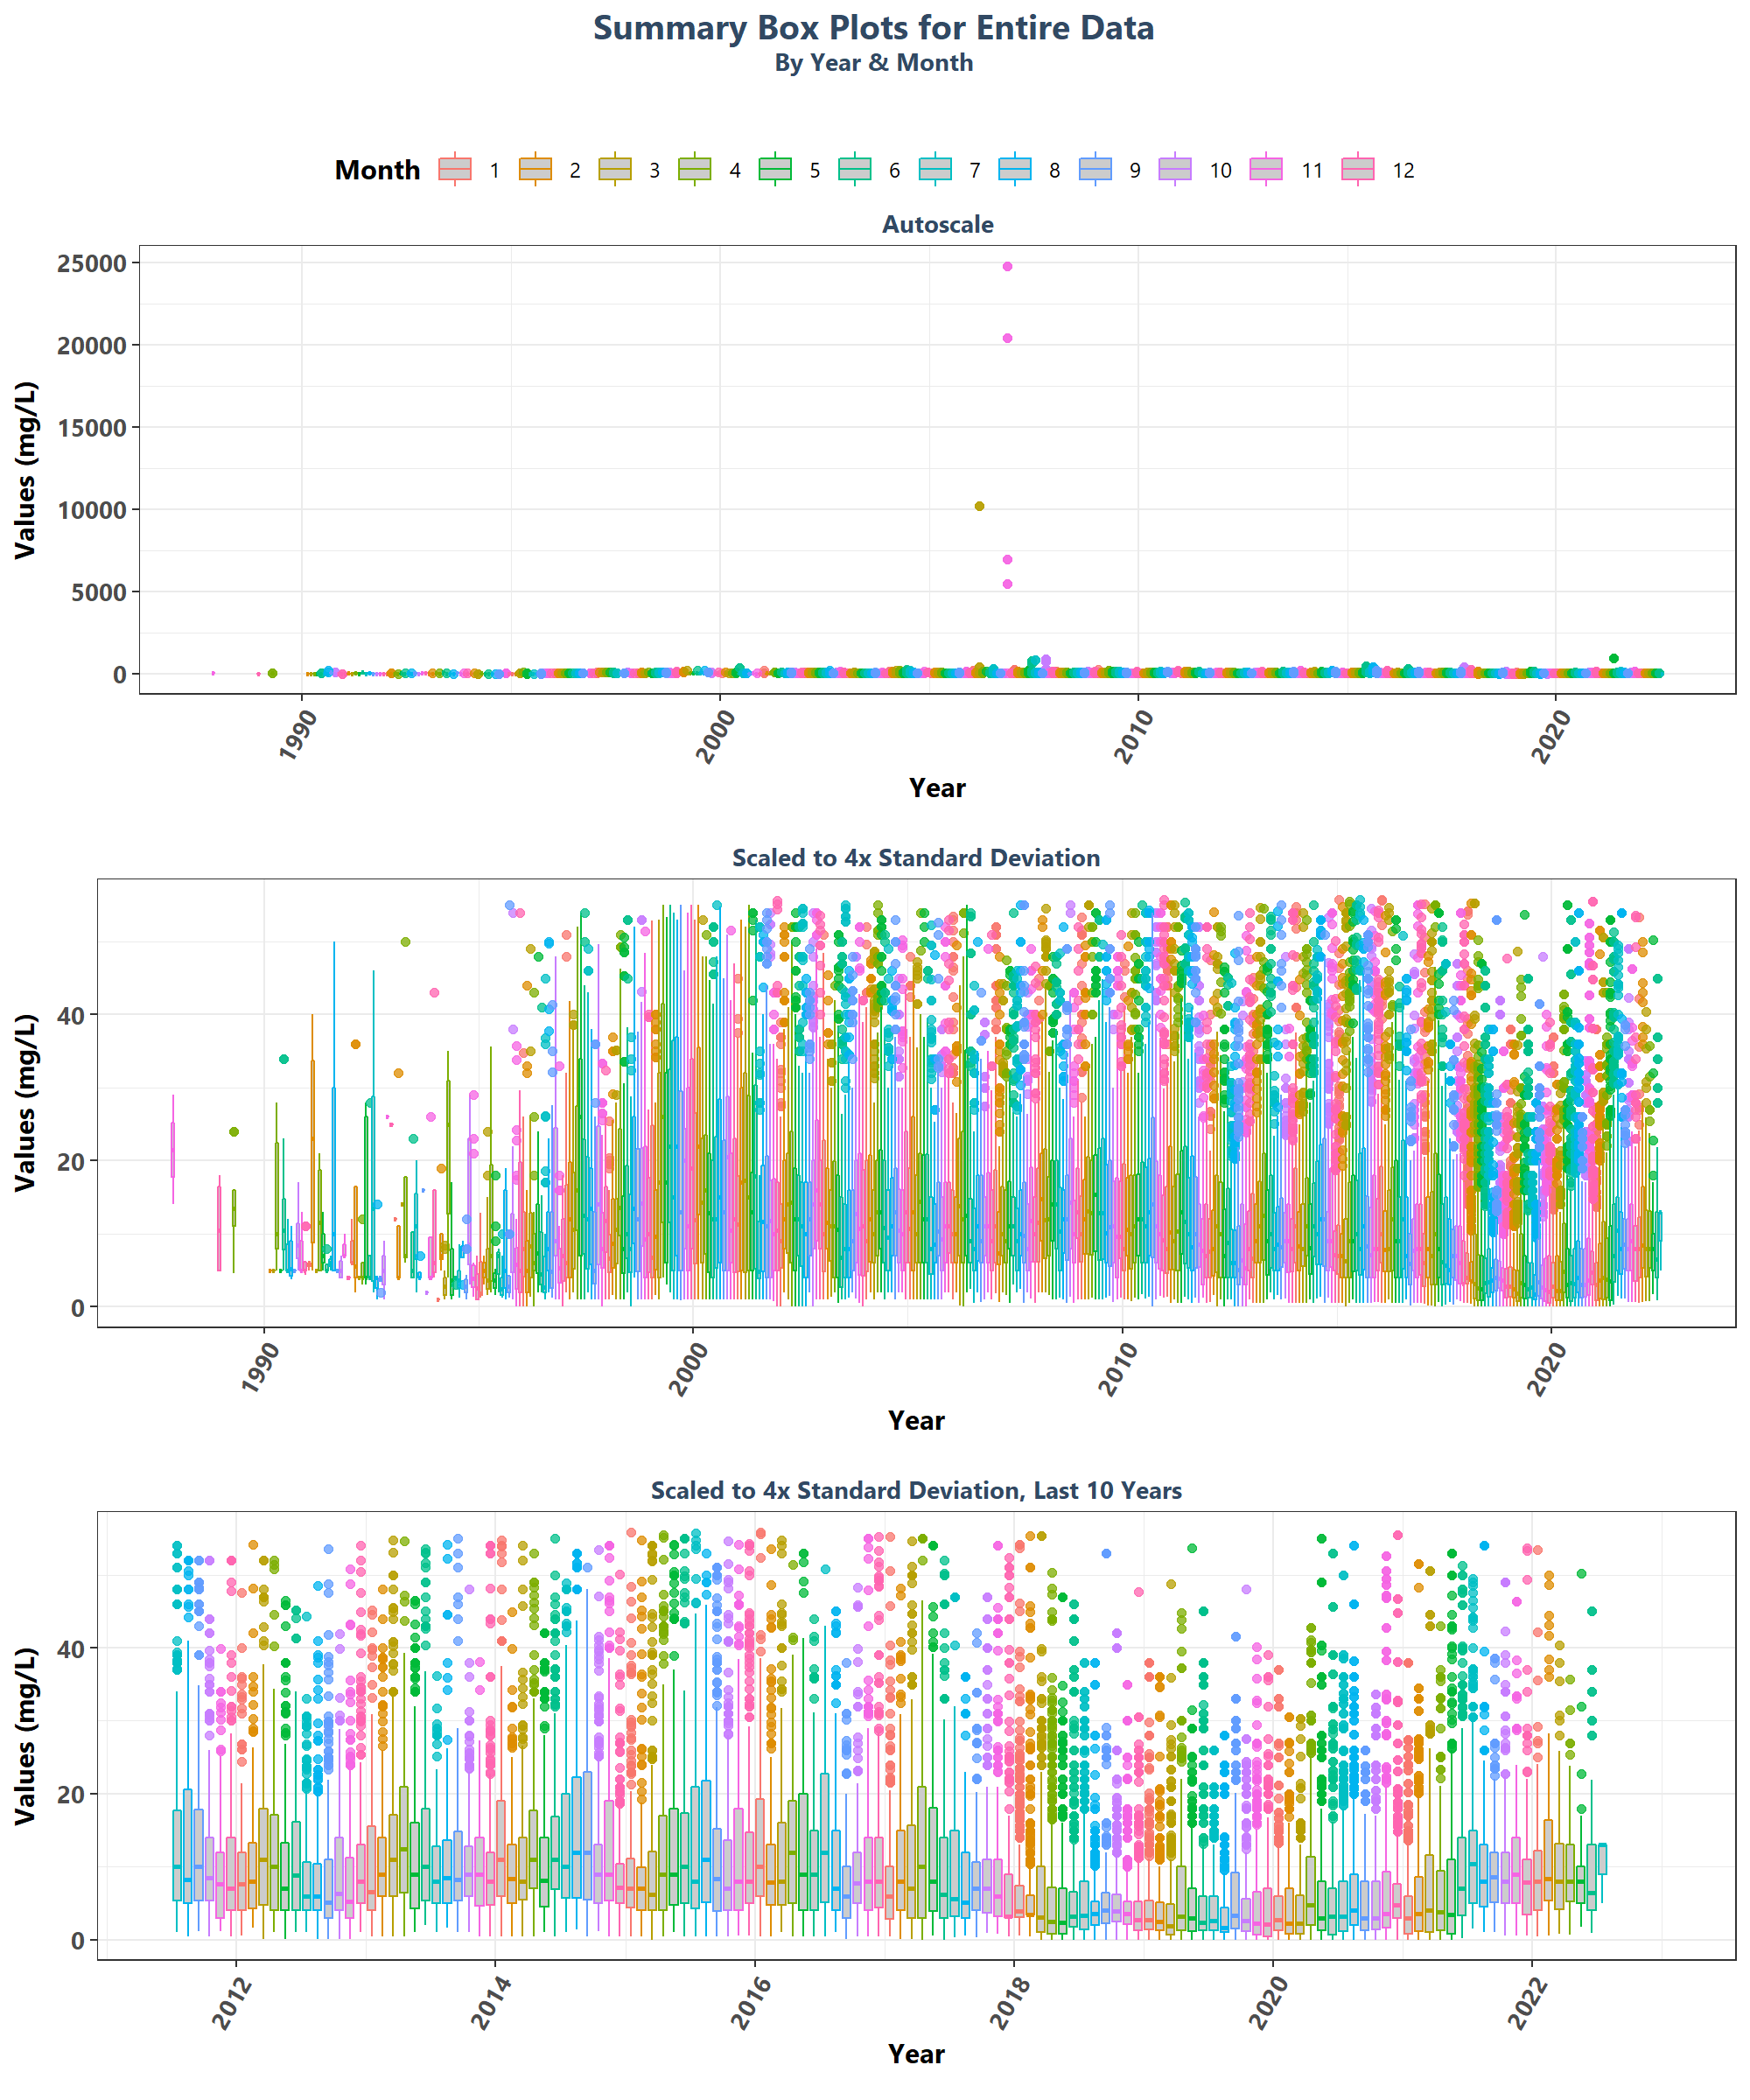 Summary Box Plots for Entire Data
By Year & Month
Month 1 2 3 4 5 6 7 8 9 10 11 12
Autoscale
Values (mg/L)
25000
20000
15000
10000
5000
0
1990 2000 2010 2020
Year
Scaled to 4x Standard Deviation
Values (mg/L)
40
20
0
1990 2000 2010 2020
Year
Scaled to 4x Standard Deviation, Last 10 Years
Values (mg/L)
40
20
0
2012 2014 2016 2018 2020 2022
Year